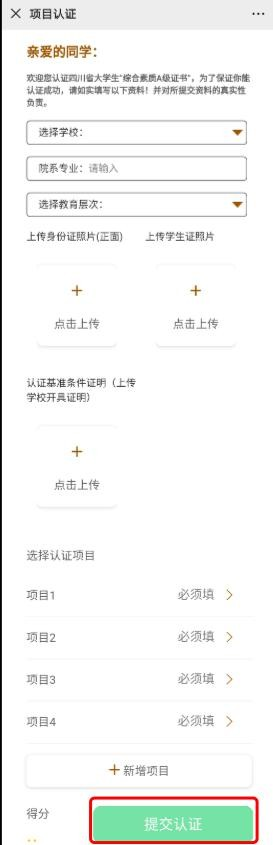 × 项目认证 ...
亲爱的同学：
欢迎您认证四川省大学生“综合素质A级证书”，为了保证你能
认证成功，请如实填写以下资料！并对所提交资料的真实性
负责。
选择学校：
院系专业：请输入
选择教育层次：
上传身份证照片(正面) 上传学生证照片
+ +
点击上传 点击上传
认证基准条件证明（上传
学校开具证明）
+
点击上传
选择认证项目
项目1 必须填 >
项目2 必须填 >
项目3 必须填 >
项目4 必须填 >
+ 新增项目
得分 提交认证